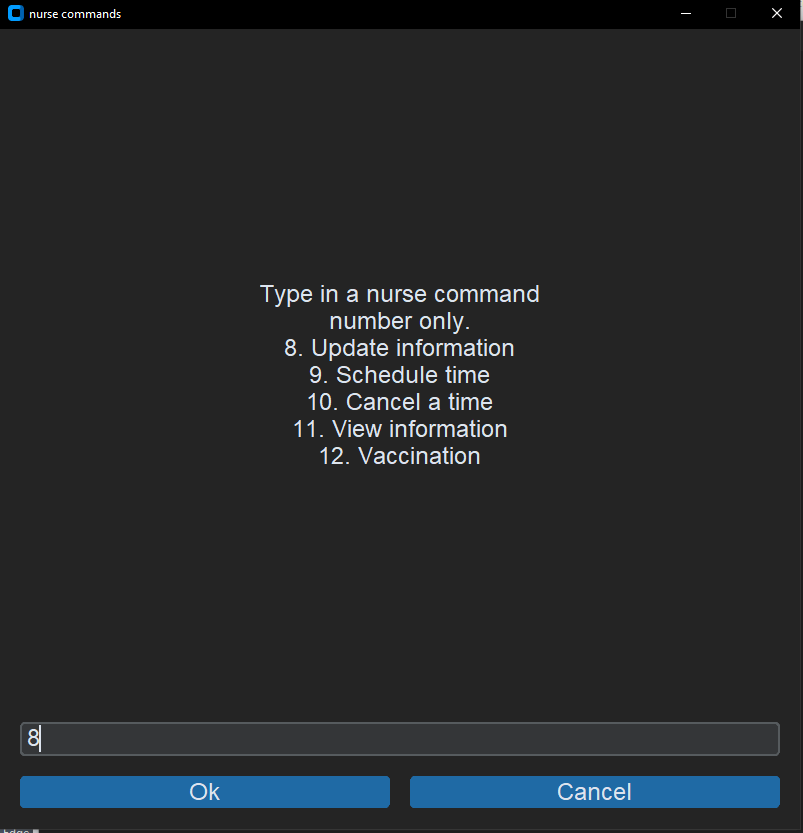 nurse commands
Type in a nurse command
number only.
8. Update information
9. Schedule time
10. Cancel a time
11. View information
12. Vaccination
8
Ok
Cancel